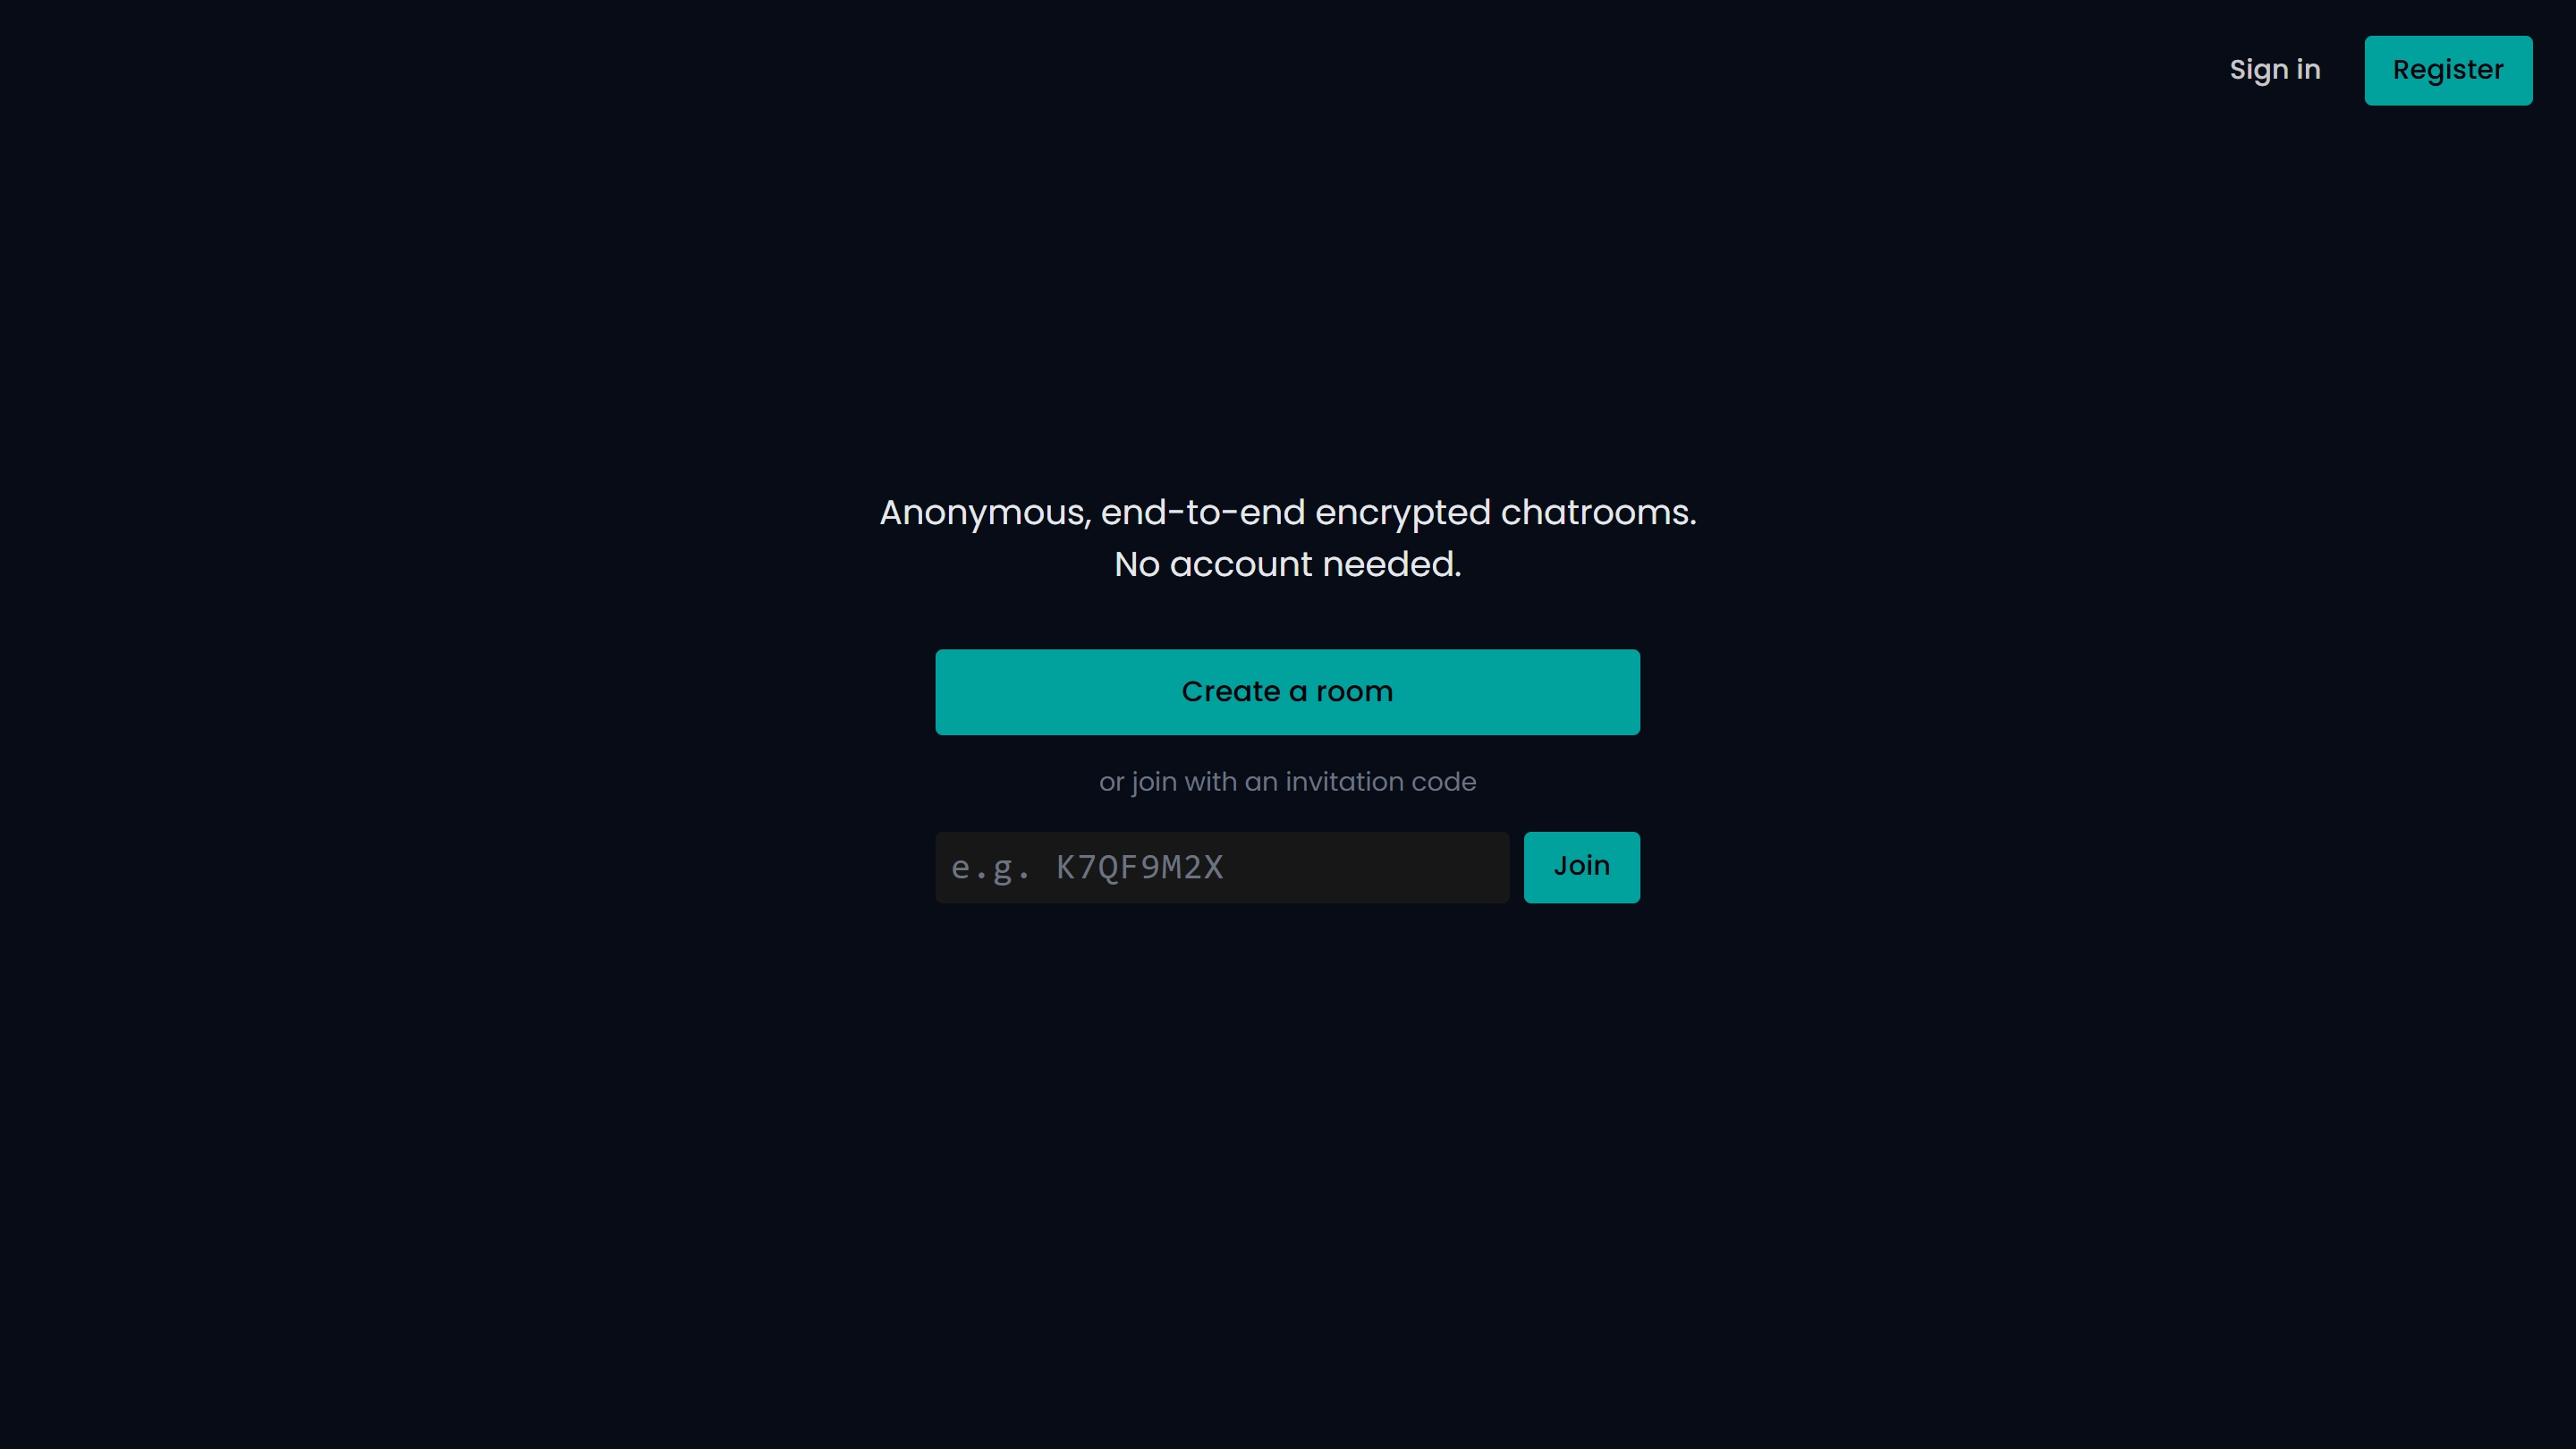 Sign in
Register
Anonymous, end-to-end encrypted chatrooms.
No account needed.
Create a room
or join with an invitation code
e.g. K7QF9M2X
Join